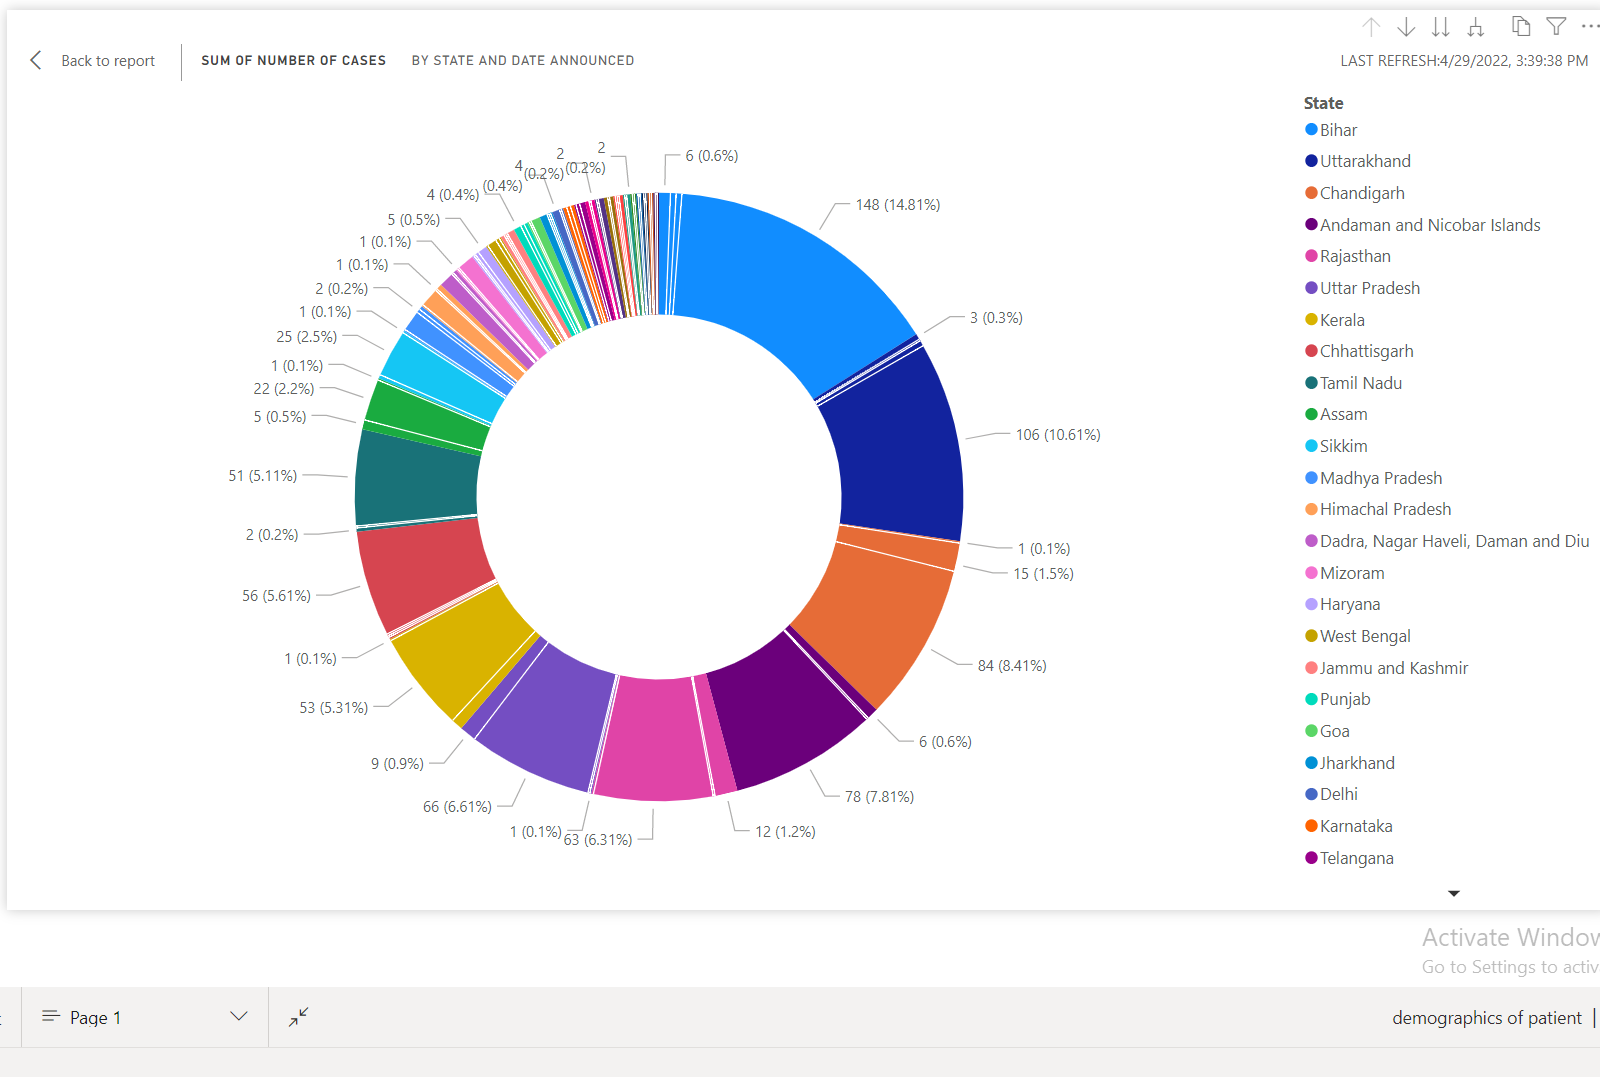 Back to report
SUM OF NUMBER OF CASES
BY STATE AND DATE ANNOUNCED
LAST REFRESH:4/29/2022, 3:39:38 PM
6 (0.6%)
148 (14.81%)
3 (0.3%)
106 (10.61%)
1 (0.1%)
15 (1.5%)
84 (8.41%)
6 (0.6%)
78 (7.81%)
12 (1.2%)
63 (6.31%)
1 (0.1%)
66 (6.61%)
9 (0.9%)
53 (5.31%)
1 (0.1%)
56 (5.61%)
2 (0.2%)
51 (5.11%)
5 (0.5%)
22 (2.2%)
1 (0.1%)
25 (2.5%)
1 (0.1%)
2 (0.2%)
1 (0.1%)
1 (0.1%)
5 (0.5%)
4 (0.4%)
4
(0.4%)
2
(0.2%)
2
(0.2%)
State
Bihar
Uttarakhand
Chandigarh
Andaman and Nicobar Islands
Rajasthan
Uttar Pradesh
Kerala
Chhattisgarh
Tamil Nadu
Assam
Sikkim
Madhya Pradesh
Himachal Pradesh
Dadra, Nagar Haveli, Daman and Diu
Mizoram
Haryana
West Bengal
Jammu and Kashmir
Punjab
Goa
Jharkhand
Delhi
Karnataka
Telangana
Activate Window
Go to Settings to activ
Page 1
demographics of patient |